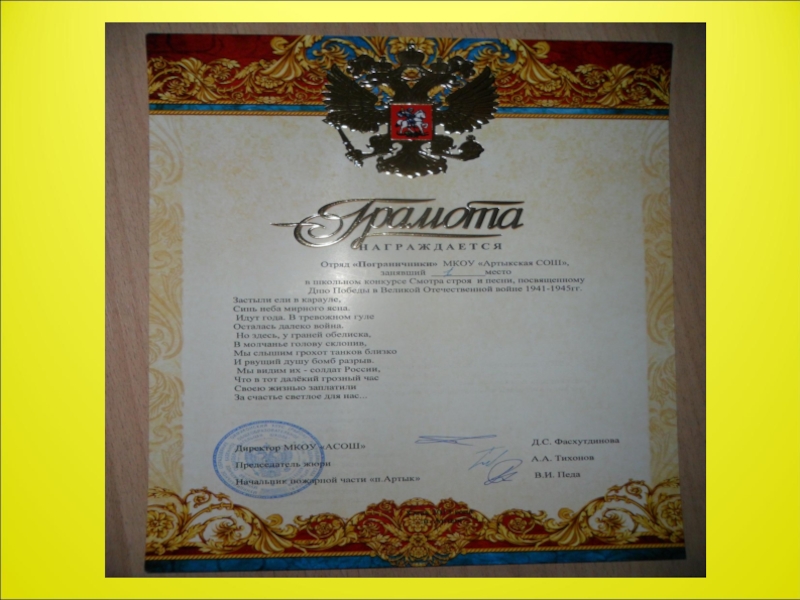 Грамота
НАГРАЖДАЕТСЯ
Отряд «Пограничники» МКОУ «Артыкская СОШ»,
занявший 1 место
в школьном конкурсе Смотра строя и песни, посвященному
Дню Победы в Великой Отечественной войне 1941-1945гг.
Застыли ели в карауле,
Синь неба мирного ясна.
Идут года. В тревожном гуле
Осталась далеко война.
Но здесь, у граней обелиска,
В молчанье голову склонив,
Мы слышим грохот танков близко
И рвущий душу бомб разрыв.
Мы видим их - солдат России,
Что в тот далёкий грозный час
Своею жизнью заплатили
За счастье светлое для нас...
Директор МКОУ «АСОШ» Д.С. Фасхутдинова
Председатель жюри А.А. Тихонов
Начальник пожарной части «п.Артык» В.И. Педа